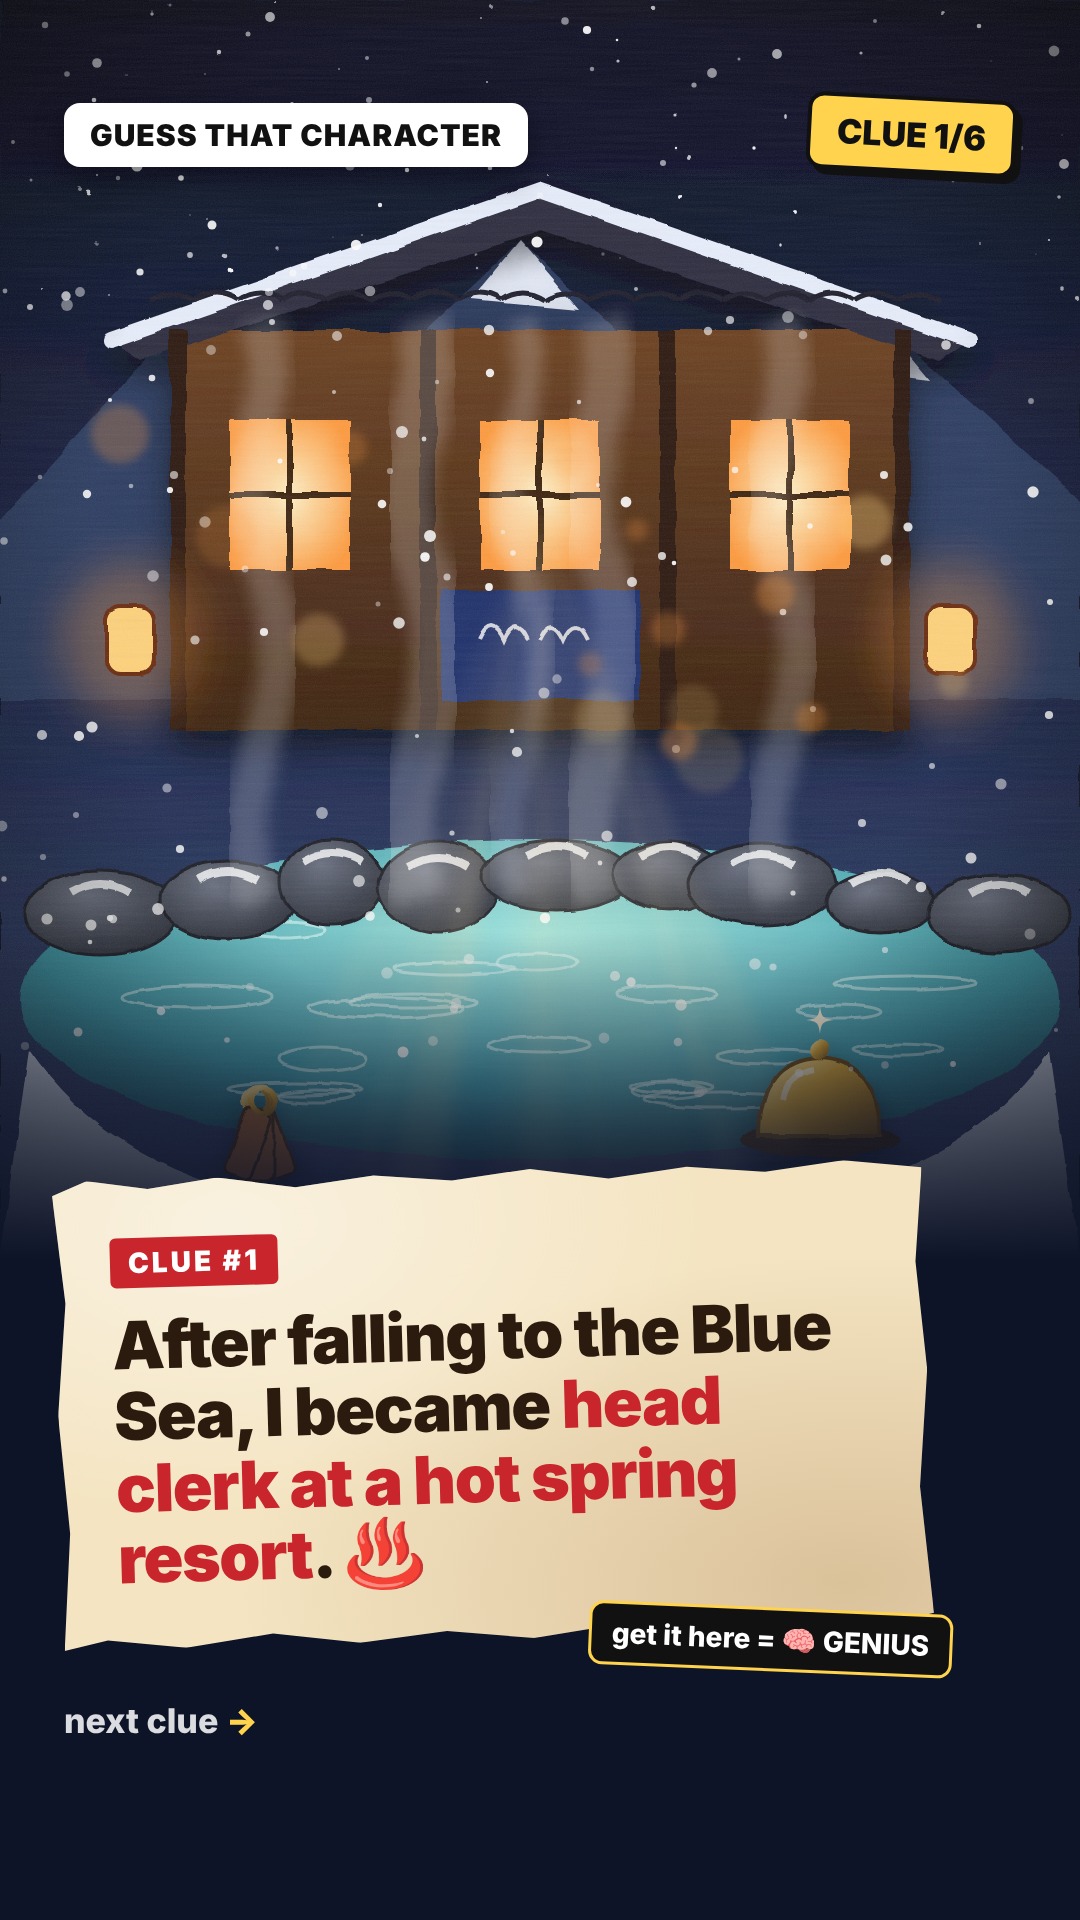 GUESS THAT CHARACTER
CLUE 1/6
CLUE #1
After falling to the Blue
Sea, I became head
clerk at a hot spring
resort. ♨️
get it here = 🧠 GENIUS
next clue →